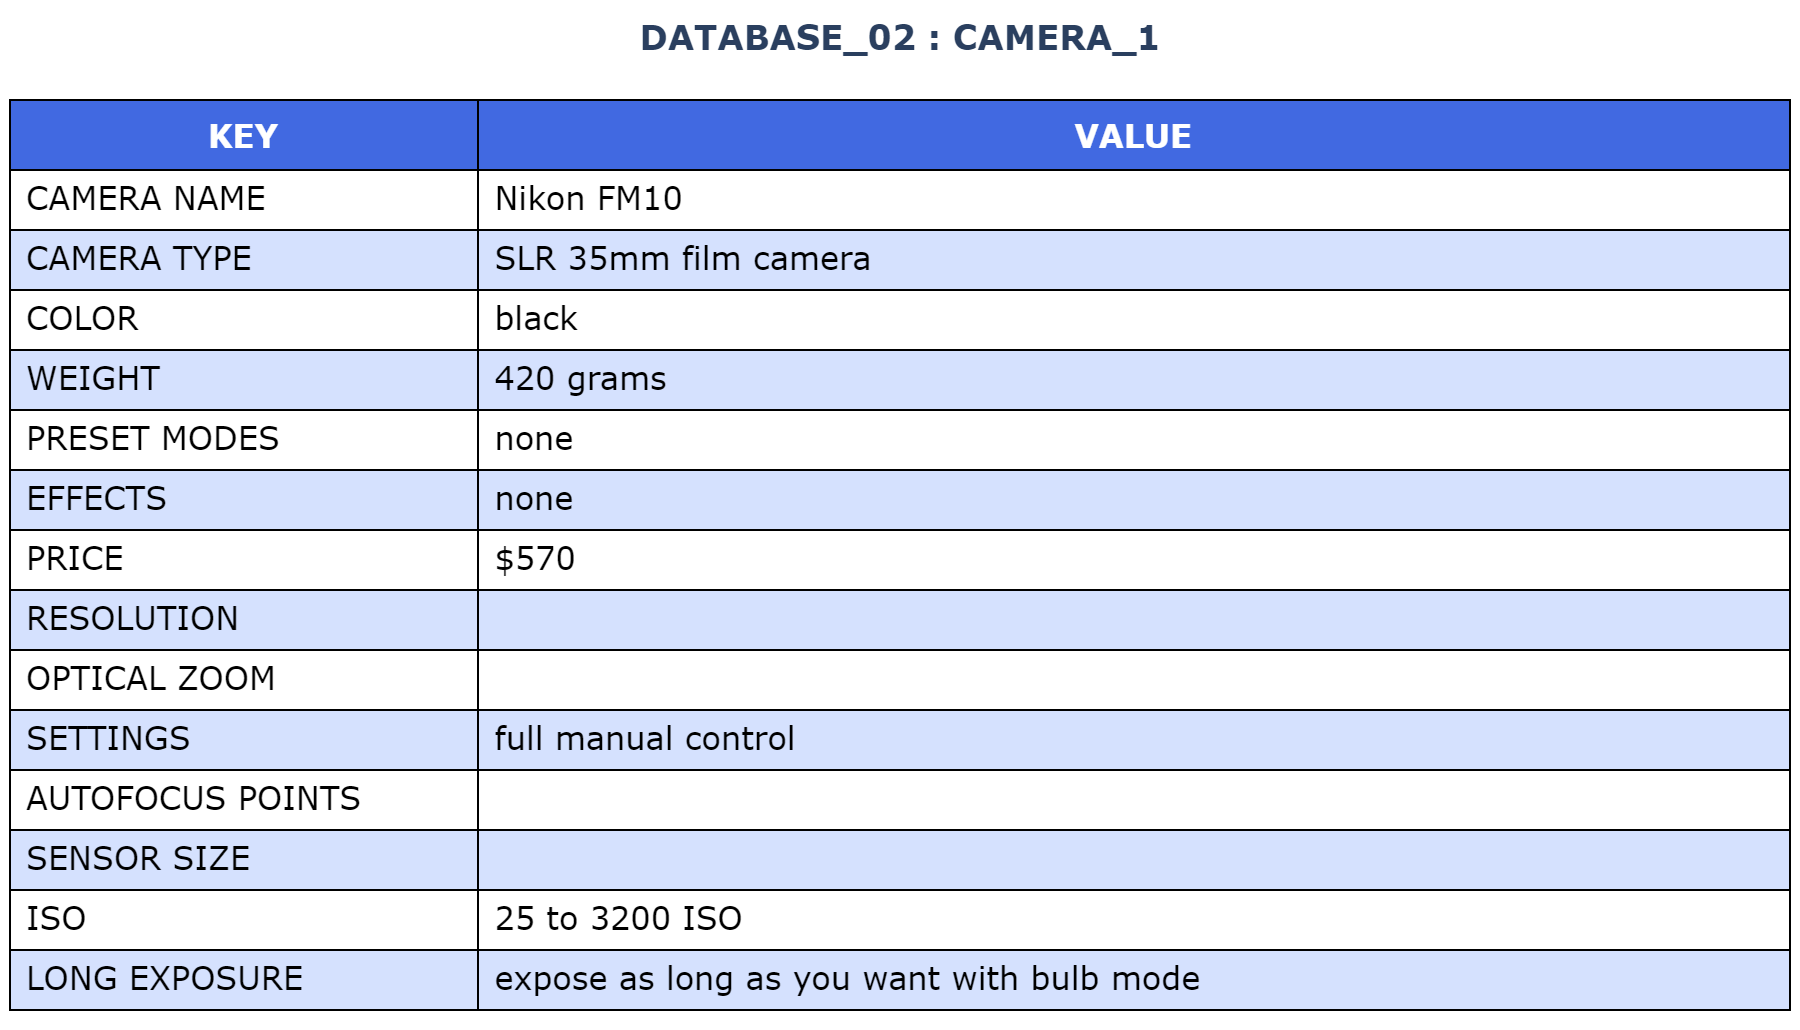 DATABASE_02 : CAMERA_1
KEY VALUE
CAMERA NAME Nikon FM10
CAMERA TYPE SLR 35mm film camera
COLOR black
WEIGHT 420 grams
PRESET MODES none
EFFECTS none
PRICE $570
RESOLUTION
OPTICAL ZOOM
SETTINGS full manual control
AUTOFOCUS POINTS
SENSOR SIZE
ISO 25 to 3200 ISO
LONG EXPOSURE expose as long as you want with bulb mode